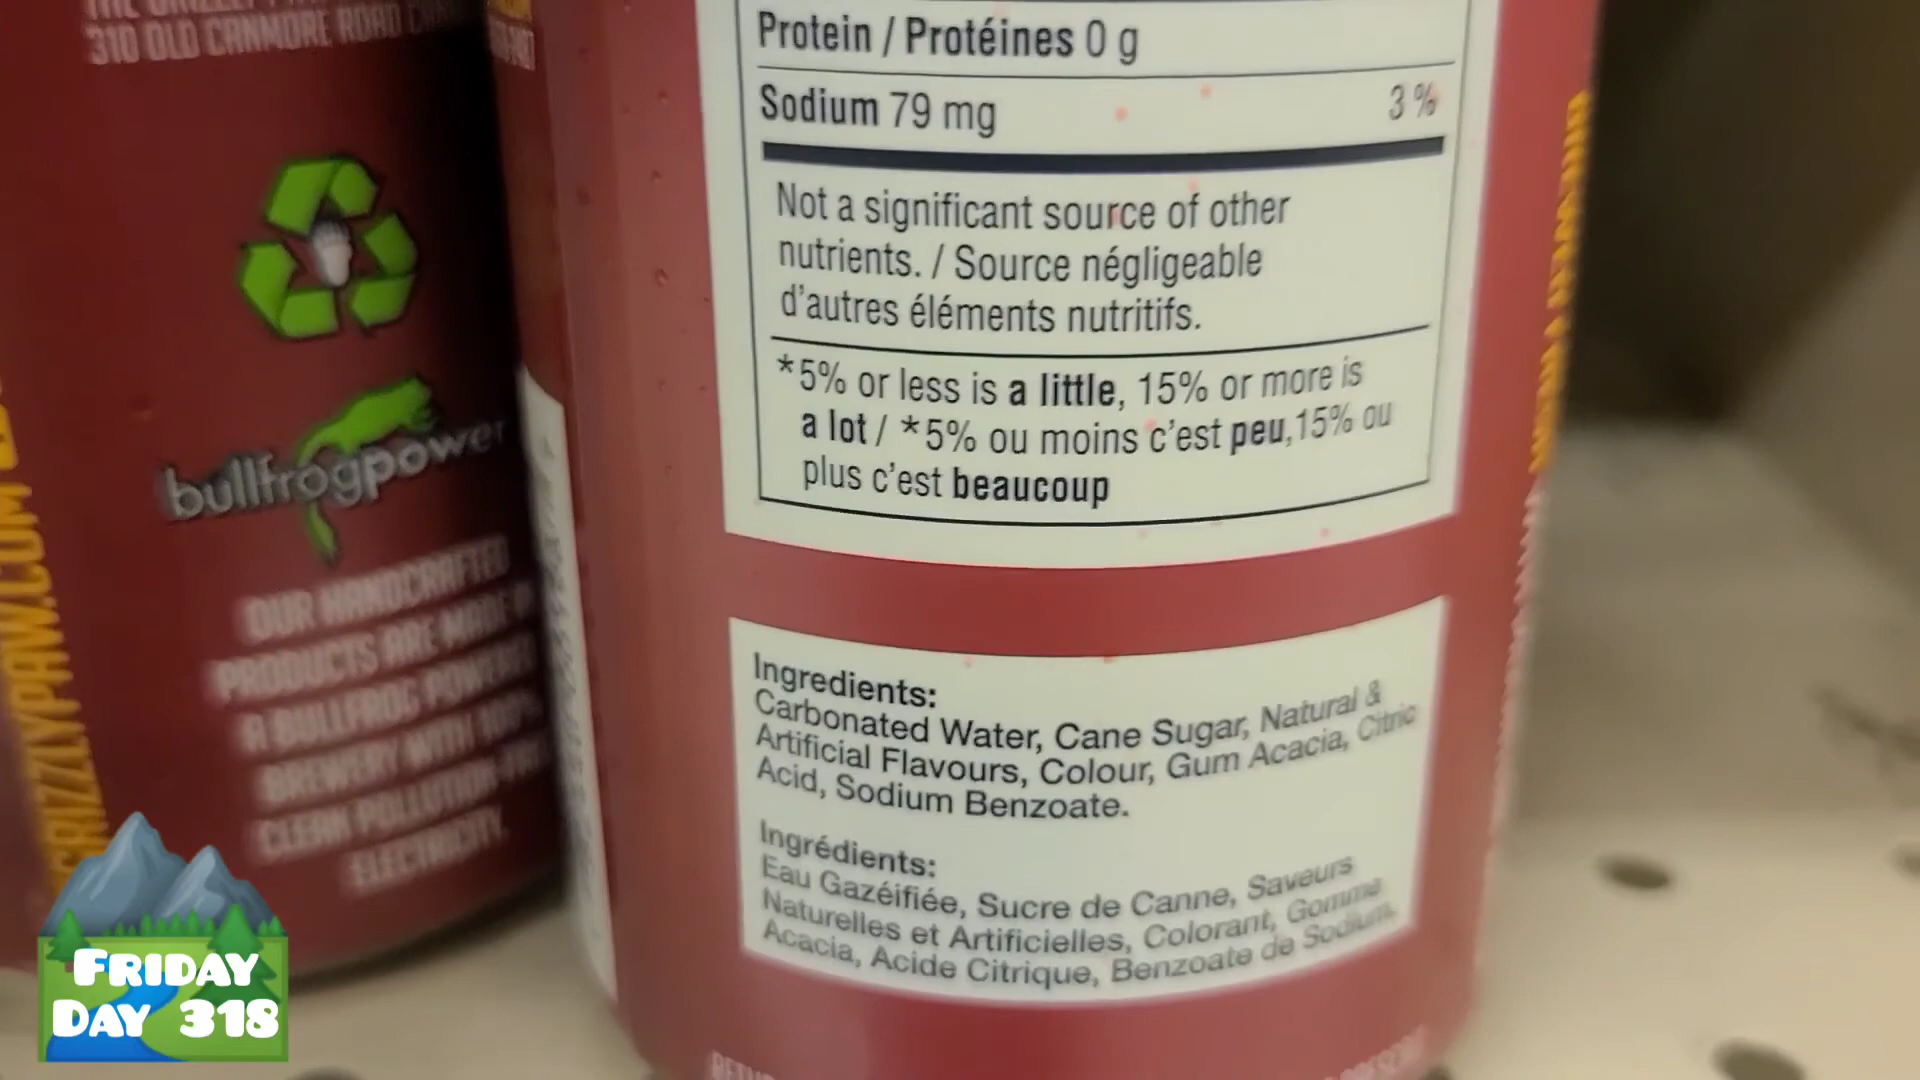 310 OLD CANMORE ROAD
GRIZZLYPAW.COM
bullfrogpower
OUR HANDCRAFTED
PRODUCTS ARE MADE
A BULLFROG POWERED
BREWERY WITH 100%
CLEAN POLLUTION-
ELECTRICITY.
Protein / Protéines 0 g
Sodium 79 mg 3 %
Not a significant source of other
nutrients. / Source négligeable
d'autres éléments nutritifs.
*5% or less is a little, 15% or more is
a lot / *5% ou moins c'est peu,15% ou
plus c'est beaucoup
Ingredients:
Carbonated Water, Cane Sugar, Natural &
Artificial Flavours, Colour, Gum Acacia, Citric
Acid, Sodium Benzoate.
Ingrédients:
Eau Gazéifiée, Sucre de Canne, Saveurs
Naturelles et Artificielles, Colorant, Gomme
Acacia, Acide Citrique, Benzoate de Sodium.
FRIDAY
DAY 318